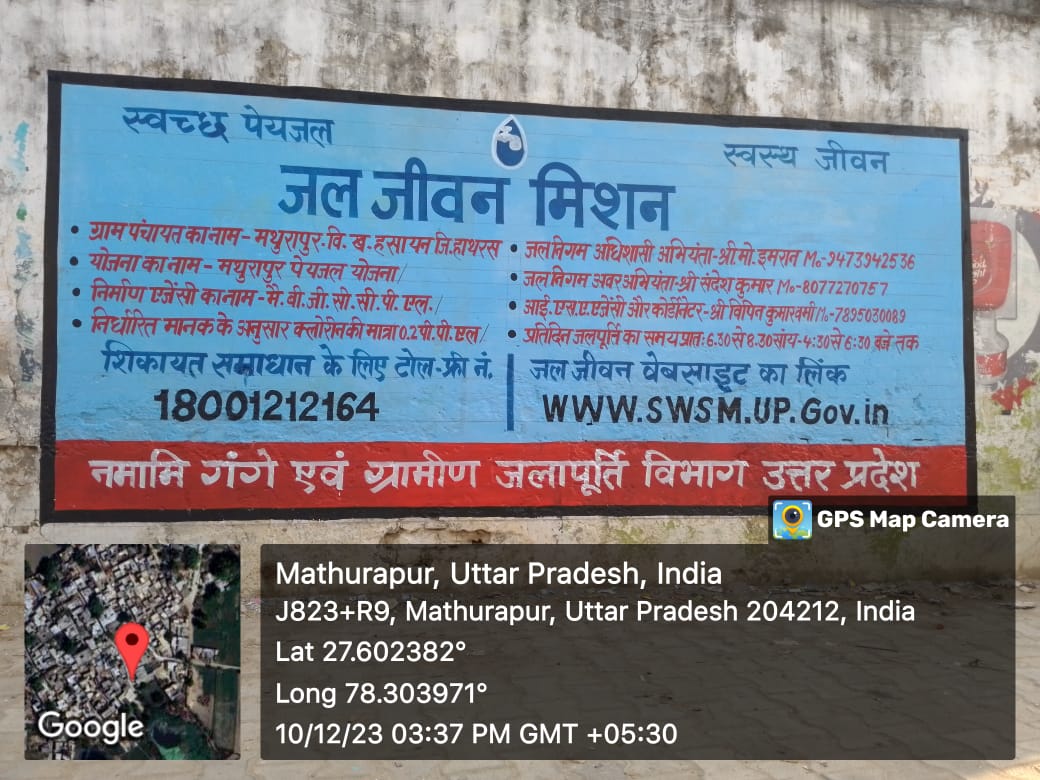 स्वच्छ पेयजल
स्वस्थ जीवन
जल जीवन मिशन
• ग्राम पंचायत का नाम - मथुरापुर. वि. ख. हसायन जि. हाथरस
• योजना का नाम - मथुरापुर पेयजल योजना/
• निर्माण एजेंसी का नाम - मै. वी. जी. सी. सी. पी. एल./
• निर्धारित मानक के अनुसार क्लोरीन की मात्रा 0.2 पी. पी. एल/
• जल निगम अधिशासी अभियंता - श्री. मो. इमरान Mo-9473942536
• जल निगम अवर अभियंता - श्री संदेश कुमार Mo-8077270757
• आई. एस. ए. एजेंसी और कोर्डीनेटर - श्री विपिन कुमार वर्मा Mo-7895030089
• प्रतिदिन जलपूर्ति का समय प्रातः 6.30 से 8.30 सांय - 4:30 से 6:30 बजे तक
शिकायत समाधान के लिए टोल-फ्री नं.
18001212164
जल जीवन वेबसाइट का लिंक
WWW.SWSM.UP.Gov.in
नमामि गंगे एवं ग्रामीण जलापूर्ति विभाग उत्तर प्रदेश
GPS Map Camera
Google
Mathurapur, Uttar Pradesh, India
J823+R9, Mathurapur, Uttar Pradesh 204212, India
Lat 27.602382°
Long 78.303971°
10/12/23 03:37 PM GMT +05:30